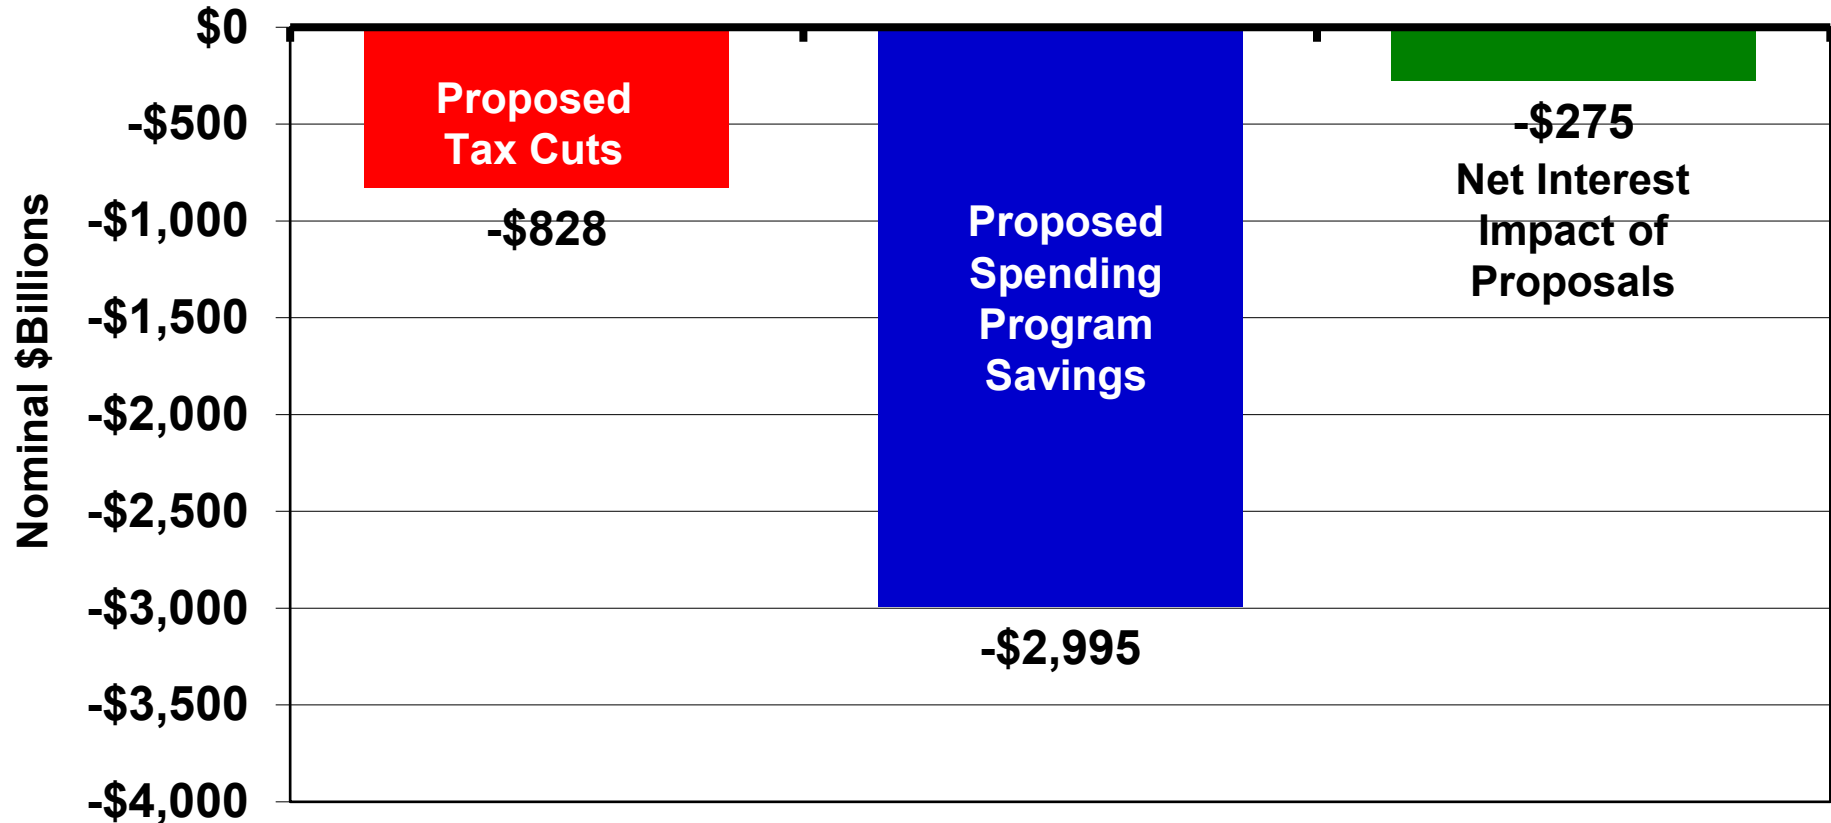 Nominal $Billions
$0
-$500
-$1,000
-$1,500
-$2,000
-$2,500
-$3,000
-$3,500
-$4,000
Proposed
Tax Cuts
-$828
Proposed
Spending
Program
Savings
-$2,995
-$275
Net Interest
Impact of
Proposals